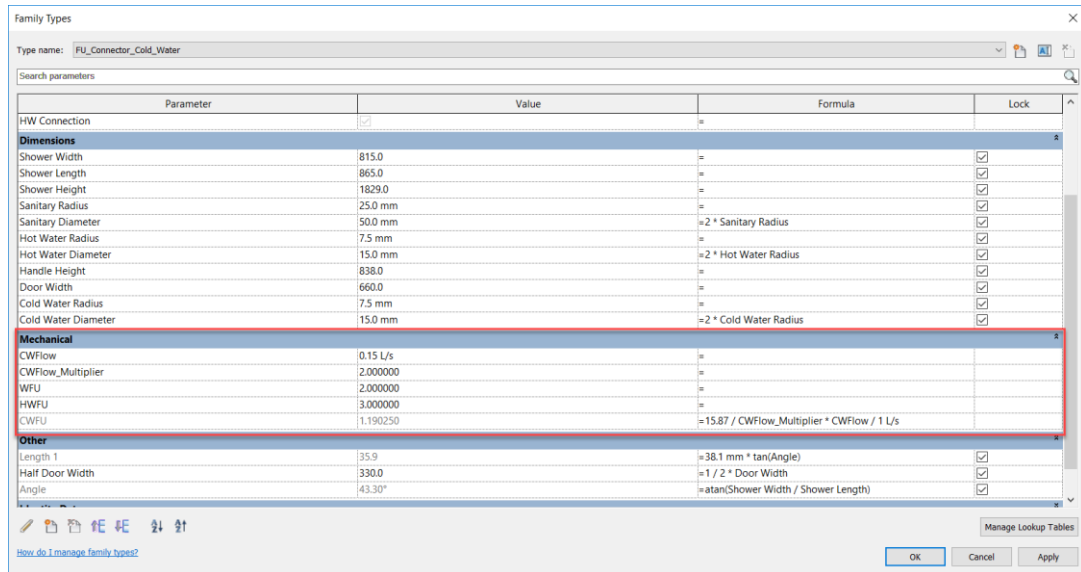 Family Types
Type name: FU_Connector_Cold_Water
Search parameters
Parameter Value Formula Lock
HW Connection =
Dimensions
Shower Width 815.0 =
Shower Length 865.0 =
Shower Height 1829.0 =
Sanitary Radius 25.0 mm =
Sanitary Diameter 50.0 mm =2 * Sanitary Radius
Hot Water Radius 7.5 mm =
Hot Water Diameter 15.0 mm =2 * Hot Water Radius
Handle Height 838.0 =
Door Width 660.0 =
Cold Water Radius 7.5 mm =
Cold Water Diameter 15.0 mm =2 * Cold Water Radius
Mechanical
CWFlow 0.15 L/s =
CWFlow_Multiplier 2.000000 =
WFU 2.000000 =
HWFU 3.000000 =
CWFU 1.190250 =15.87 / CWFlow_Multiplier * CWFlow / 1 L/s
Other
Length 1 35.9 =38.1 mm * tan(Angle)
Half Door Width 330.0 =1 / 2 * Door Width
Angle 43.30° =atan(Shower Width / Shower Length)
Manage Lookup Tables
How do I manage family types?
OK Cancel Apply